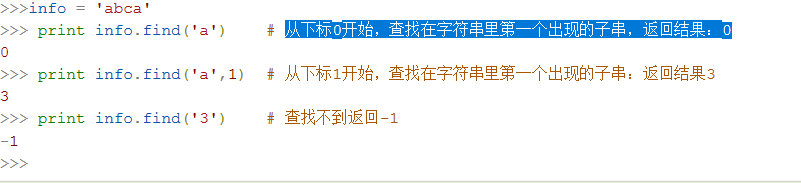 >>>info = 'abca'
>>> print info.find('a')    # 从下标0开始，查找在字符串里第一个出现的子串，返回结果：0
0
>>> print info.find('a',1)  # 从下标1开始，查找在字符串里第一个出现的子串：返回结果3
3
>>> print info.find('3')    # 查找不到返回-1
-1
>>>